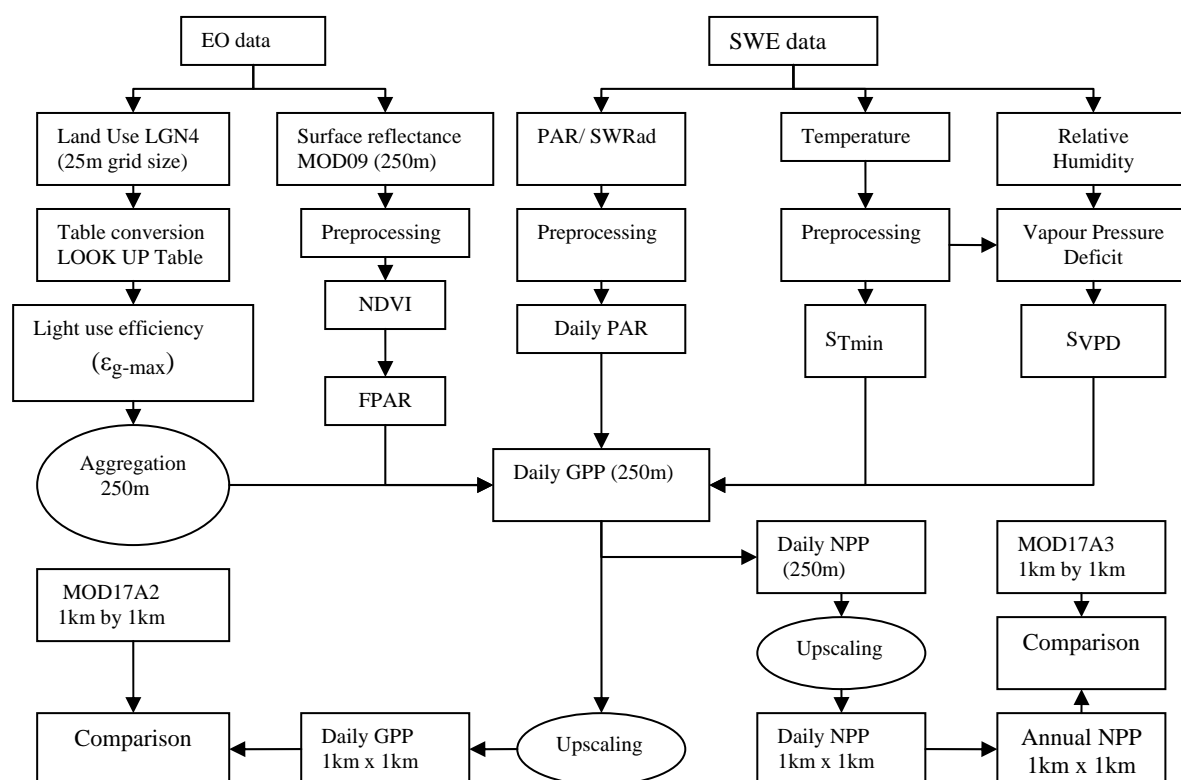 EO data
SWE data
Land Use LGN4
(25m grid size)
Surface reflectance
MOD09 (250m)
PAR/ SWRad
Temperature
Relative
Humidity
Table conversion
LOOK UP Table
Preprocessing
Preprocessing
Preprocessing
Vapour Pressure
Deficit
Light use efficiency
(εg-max)
NDVI
Daily PAR
STmin
SVPD
FPAR
Aggregation
250m
Daily GPP (250m)
MOD17A2
1km by 1km
Daily NPP
(250m)
MOD17A3
1km by 1km
Upscaling
Comparison
Comparison
Daily GPP
1km x 1km
Upscaling
Daily NPP
1km x 1km
Annual NPP
1km x 1km